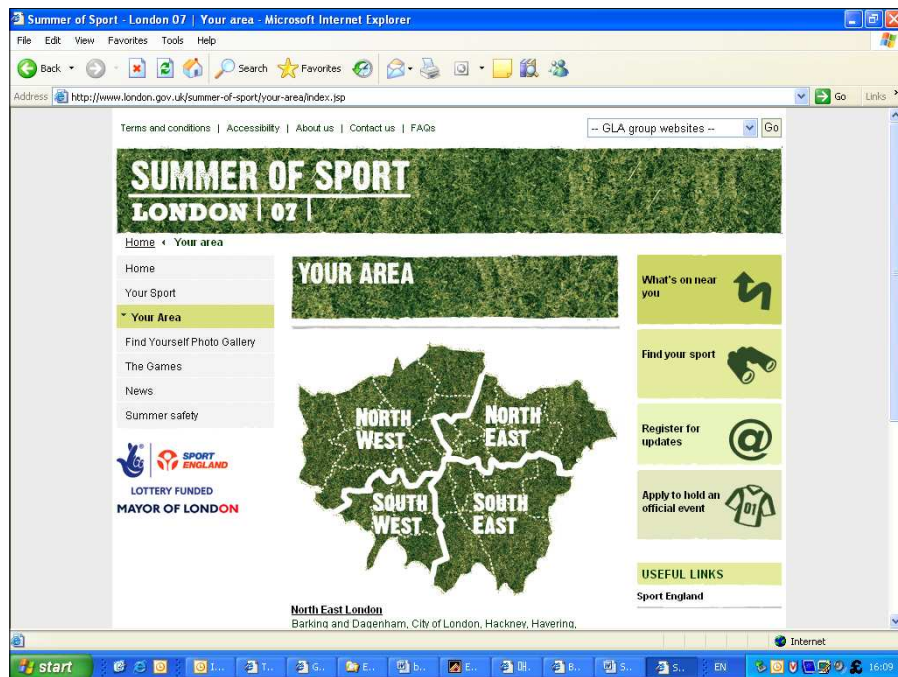 Summer of Sport - London 07 | Your area - Microsoft Internet Explorer
File Edit View Favorites Tools Help
Back Search Favorites
Address http://www.london.gov.uk/summer-of-sport/your-area/index.jsp Go Links
Terms and conditions | Accessibility | About us | Contact us | FAQs
-- GLA group websites -- Go
SUMMER OF SPORT
LONDON | 07 |
Home Your area
Home
Your Sport
Your Area
Find Yourself Photo Gallery
The Games
News
Summer safety
SPORT
ENGLAND
LOTTERY FUNDED
MAYOR OF LONDON
YOUR AREA
NORTH
WEST
NORTH
EAST
SOUTH
WEST
SOUTH
EAST
North East London
Barking and Dagenham, City of London, Hackney, Havering,
What's on near
you
Find your sport
Register for
updates
@
Apply to hold an
official event
01
USEFUL LINKS
Sport England
Internet
start I... T... G... E... b... E... DH... B... S... S... EN 16:09